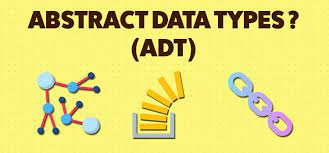 ABSTRACT DATA TYPES ?
(ADT)